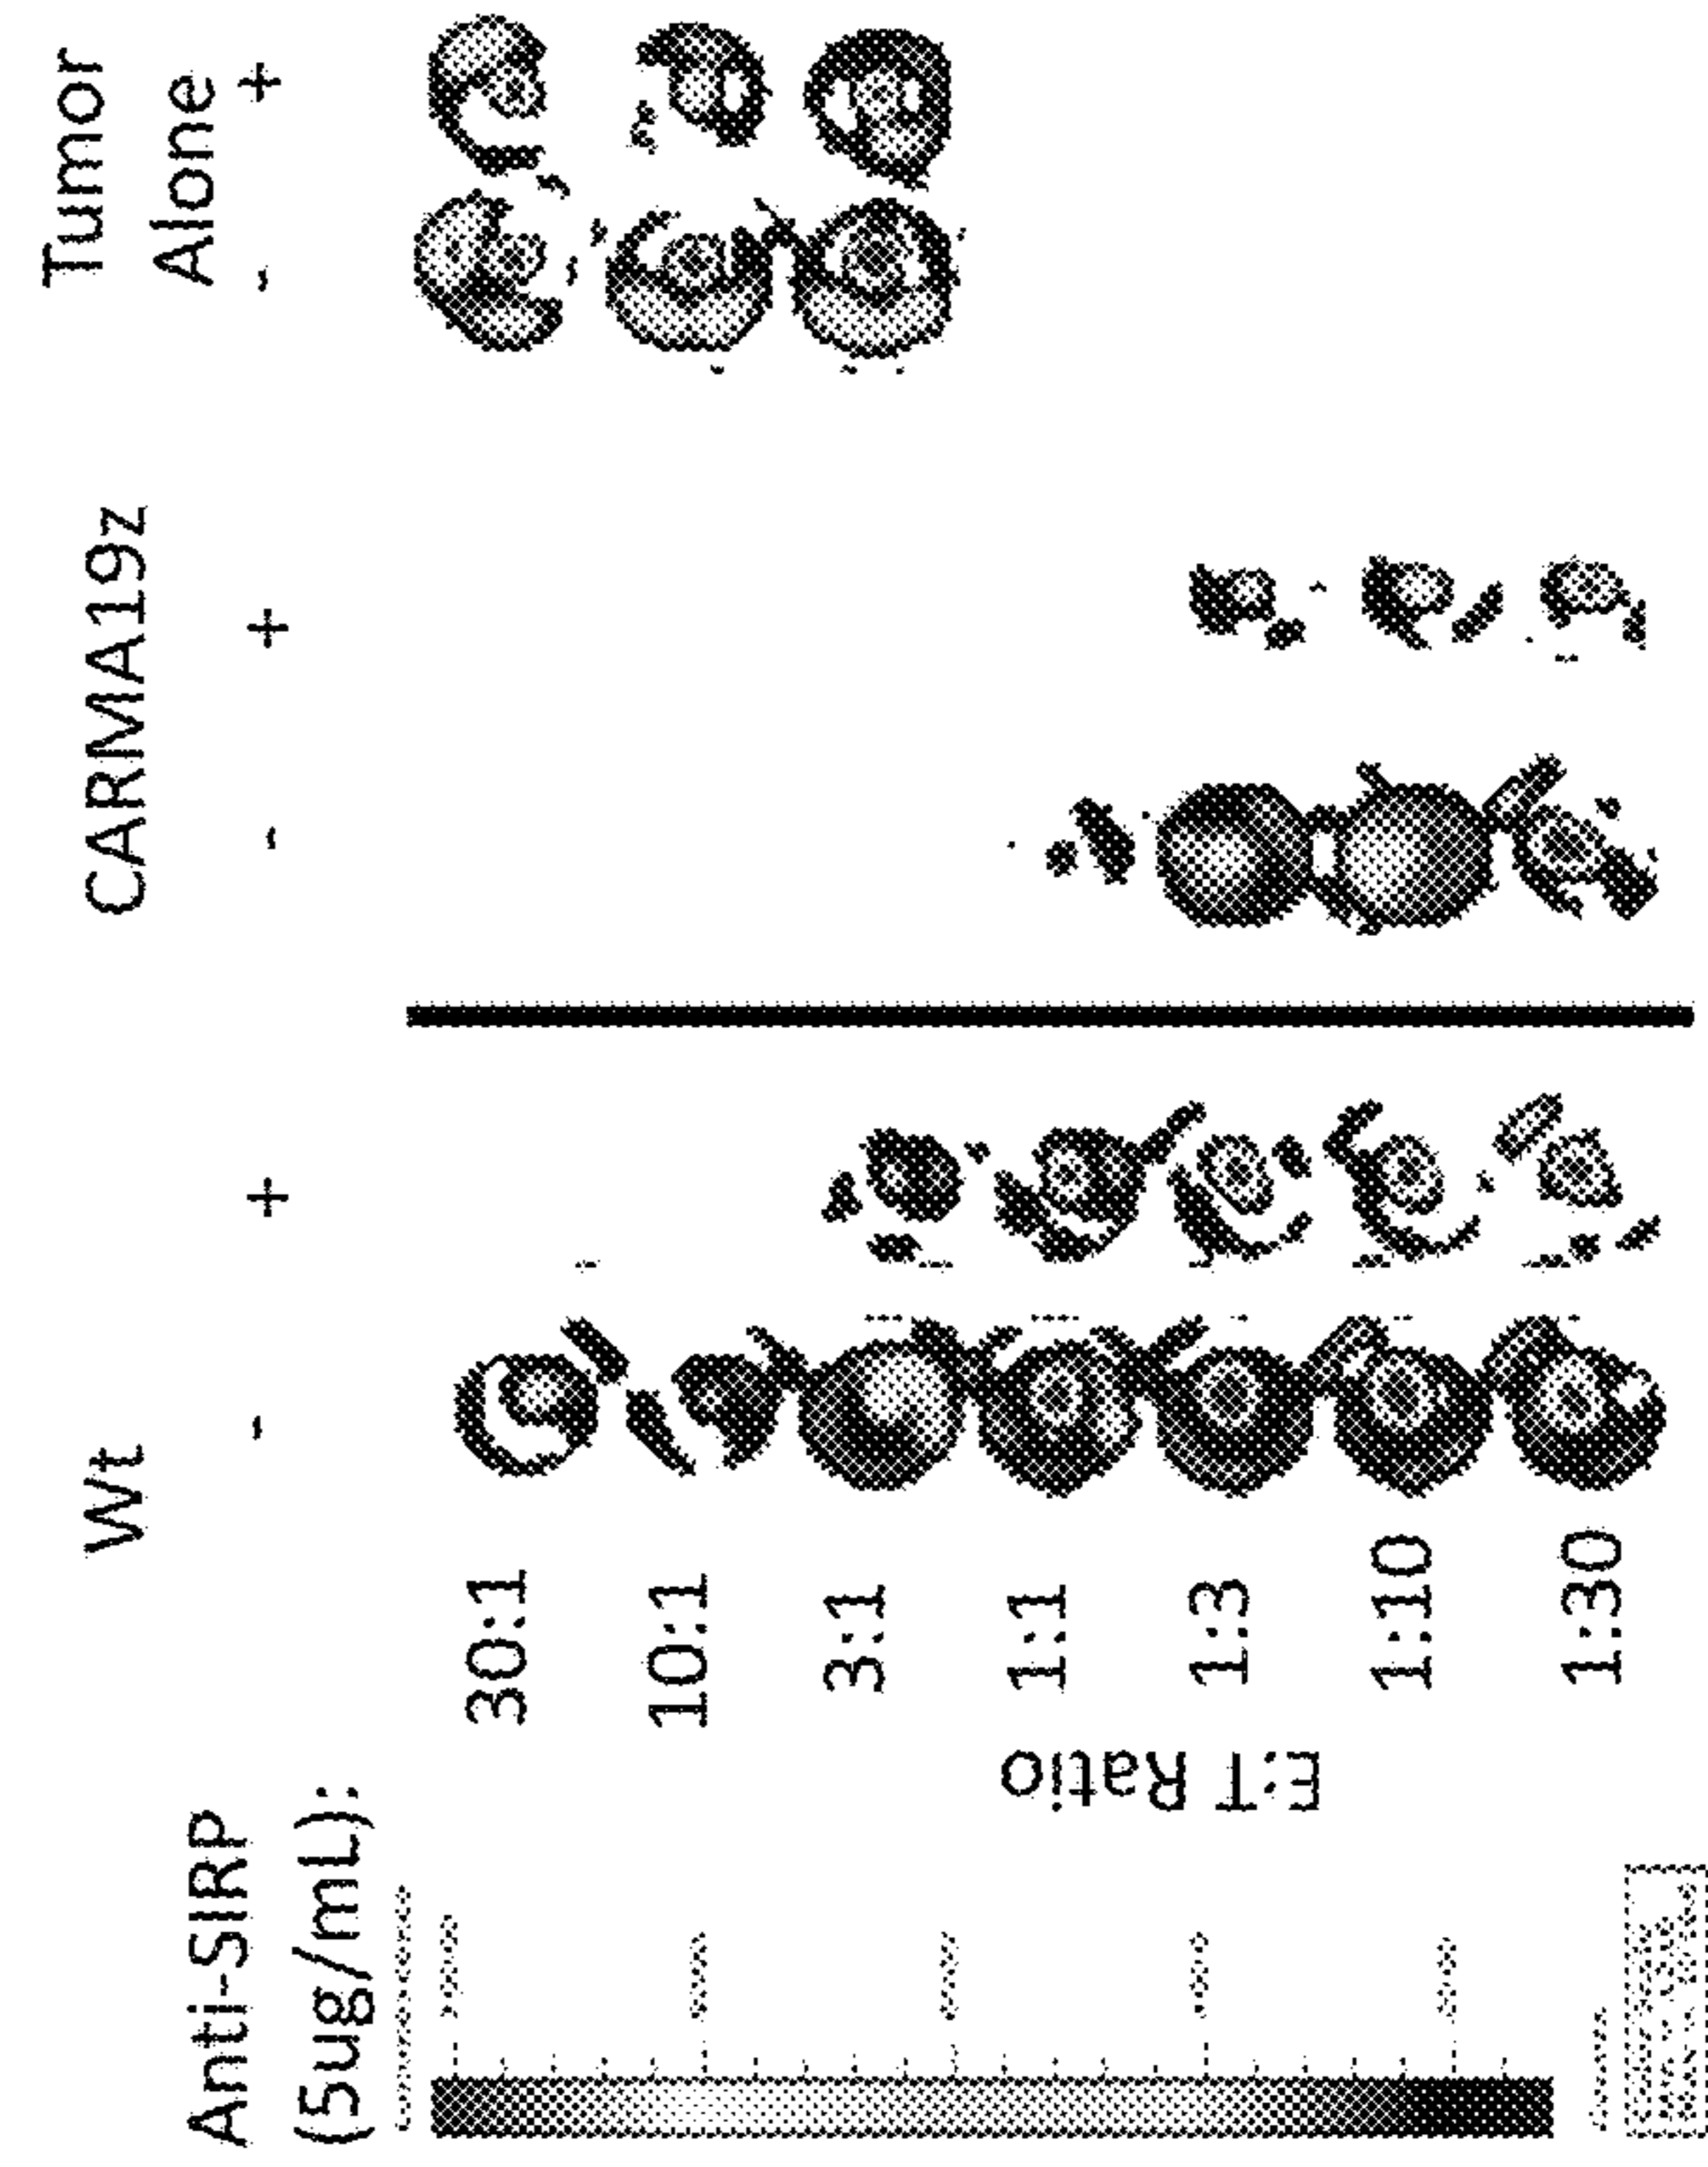 Tumor
Alone
Wt
CARMA19z
Anti-SIRP
(5ug/mL):
-
+
-
+
-
+
E:T Ratio
30:1
10:1
3:1
1:1
1:3
1:10
1:30